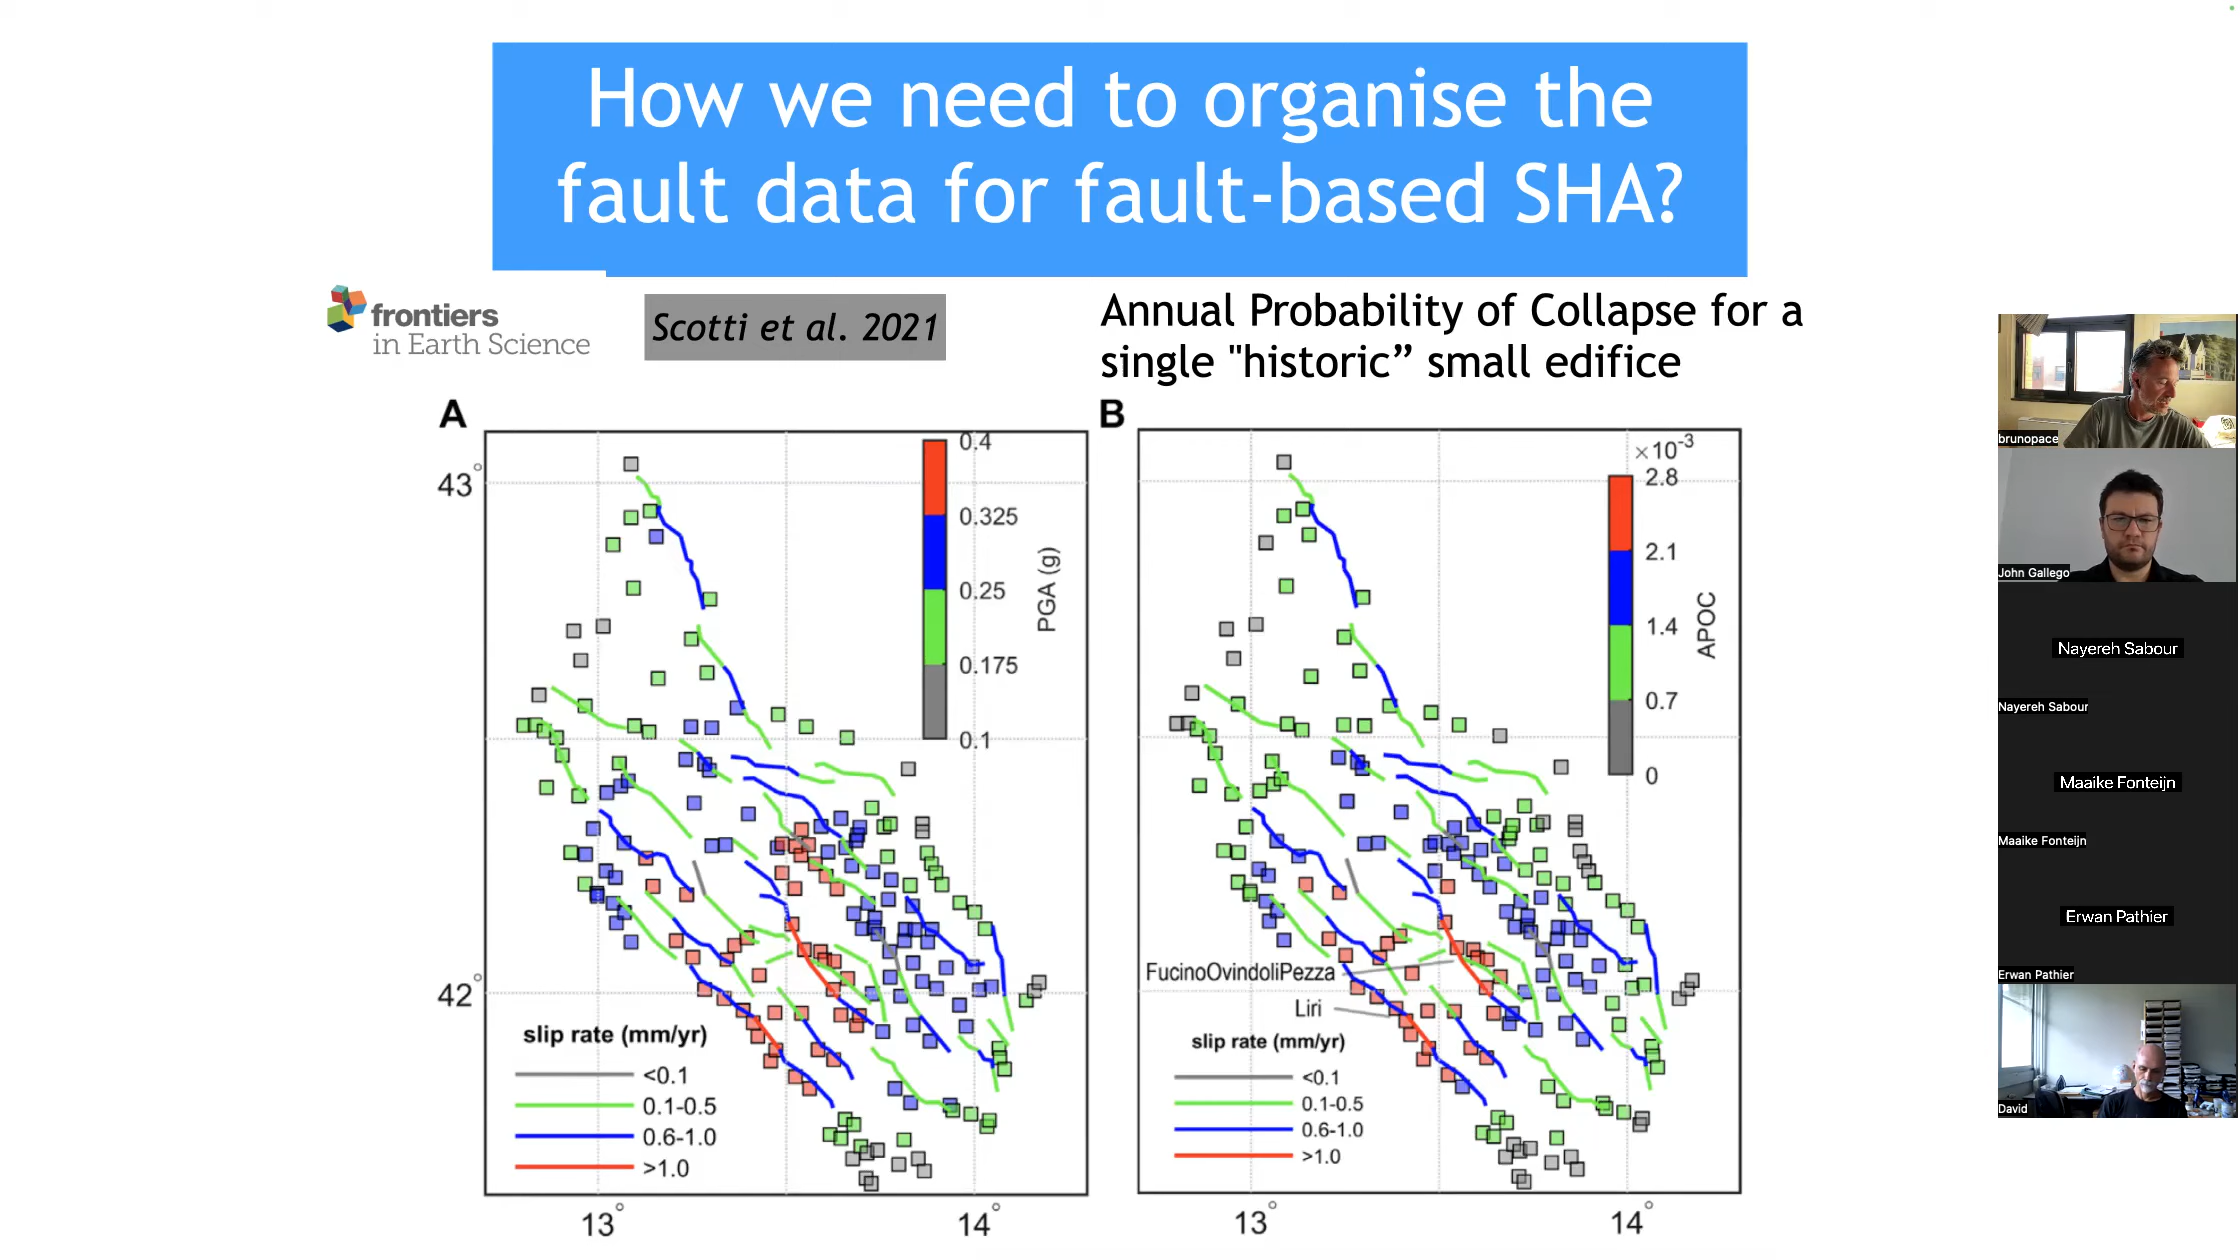 How we need to organise the
fault data for fault-based SHA?
frontiers
in Earth Science
Scotti et al. 2021
Annual Probability of Collapse for a
single "historic” small edifice
A
43°
42°
13°
14°
0.4
0.325
0.25
0.175
0.1
PGA (g)
slip rate (mm/yr)
<0.1
0.1-0.5
0.6-1.0
>1.0
B
×10-3
2.8
2.1
1.4
0.7
0
APOC
FucinoOvindoliPezza
Liri
slip rate (mm/yr)
<0.1
0.1-0.5
0.6-1.0
>1.0
13°
14°
brunopace
John Gallego
Nayereh Sabour
Nayereh Sabour
Maaike Fonteijn
Maaike Fonteijn
Erwan Pathier
Erwan Pathier
David